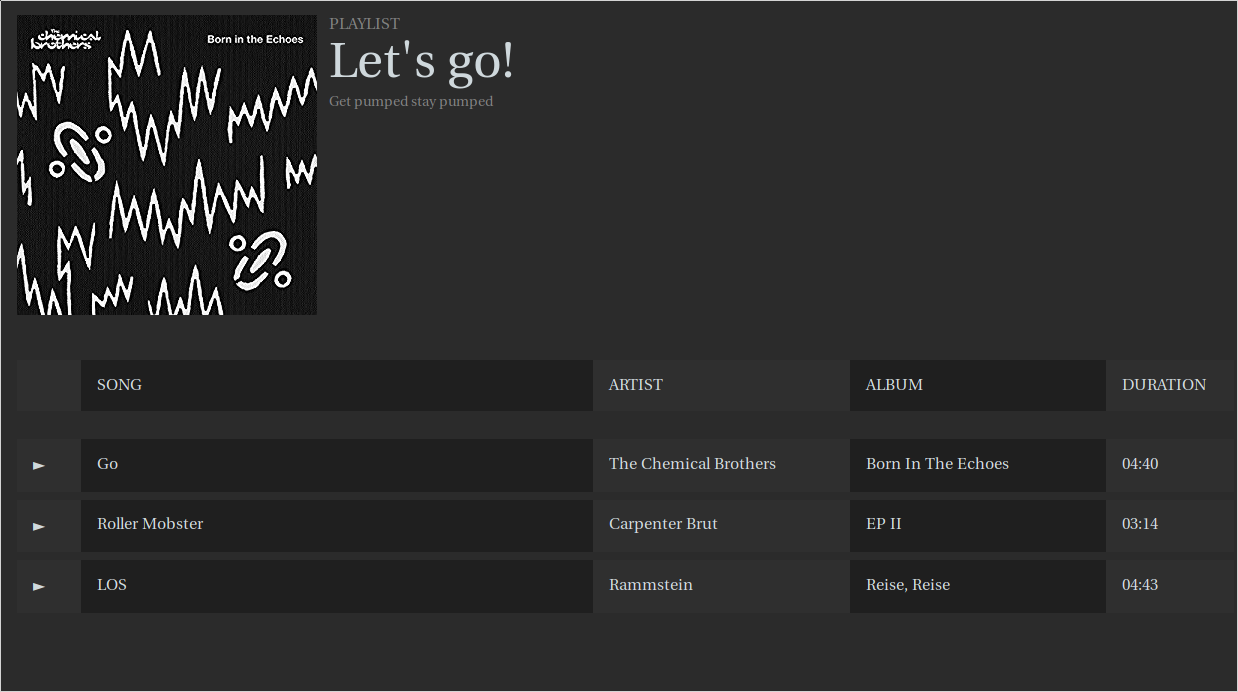 The
chemical
brothers
Born in the Echoes
PLAYLIST
Let's go!
Get pumped stay pumped
SONG ARTIST ALBUM DURATION
► Go The Chemical Brothers Born In The Echoes 04:40
► Roller Mobster Carpenter Brut EP II 03:14
► LOS Rammstein Reise, Reise 04:43